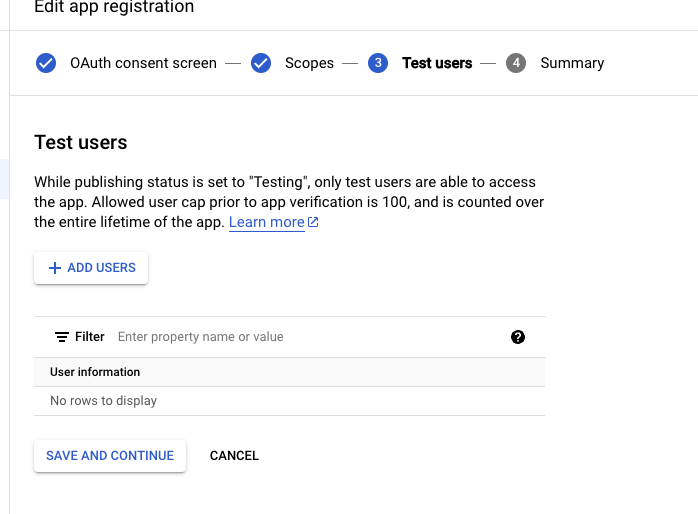 Edit app registration
OAuth consent screen — Scopes — 3 Test users — 4 Summary
Test users
While publishing status is set to "Testing", only test users are able to access
the app. Allowed user cap prior to app verification is 100, and is counted over
the entire lifetime of the app. Learn more
+ ADD USERS
Filter Enter property name or value ?
User information
No rows to display
SAVE AND CONTINUE CANCEL